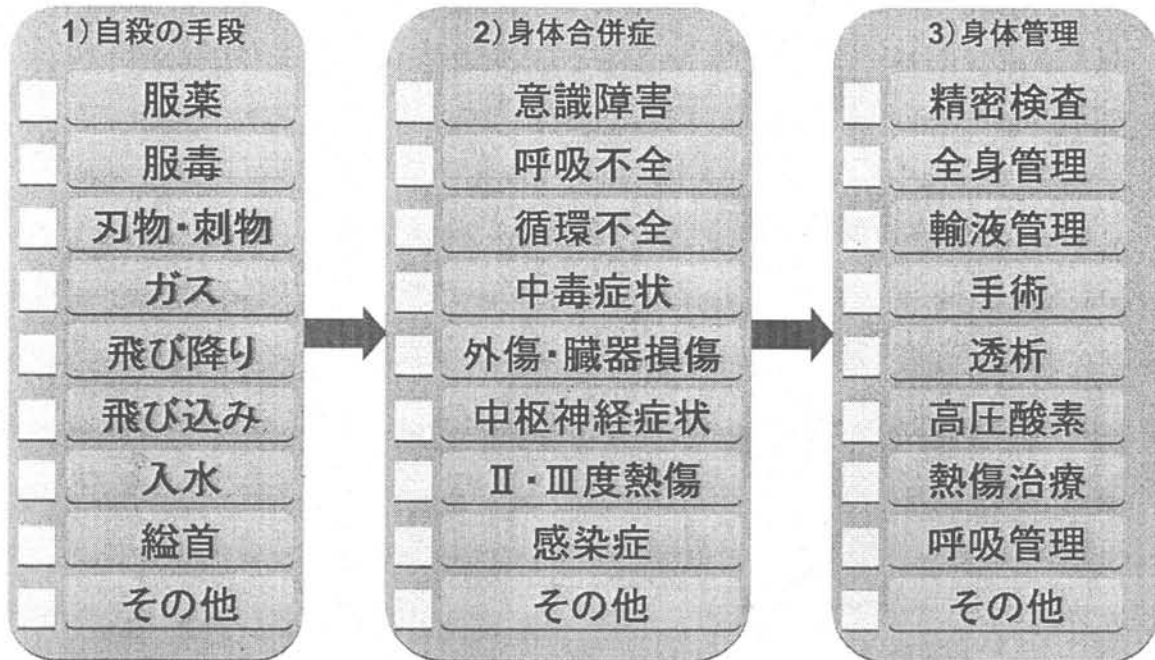 1)自殺の手段
服薬
服毒
刃物・刺物
ガス
飛び降り
飛び込み
入水
縊首
その他
2)身体合併症
意識障害
呼吸不全
循環不全
中毒症状
外傷・臓器損傷
中枢神経症状
Ⅱ・Ⅲ度熱傷
感染症
その他
3)身体管理
精密検査
全身管理
輸液管理
手術
透析
高圧酸素
熱傷治療
呼吸管理
その他